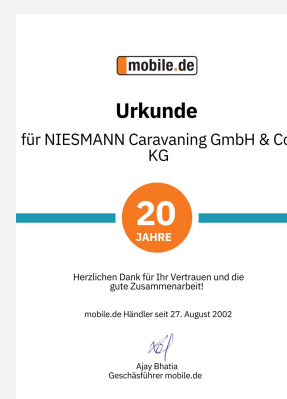 mobile.de
Urkunde
für NIESMANN Caravaning GmbH & Co
KG
20
JAHRE
Herzlichen Dank für Ihr Vertrauen und die
gute Zusammenarbeit!
mobile.de Händler seit 27. August 2002
Ajay Bhatia
Geschäsführer mobile.de